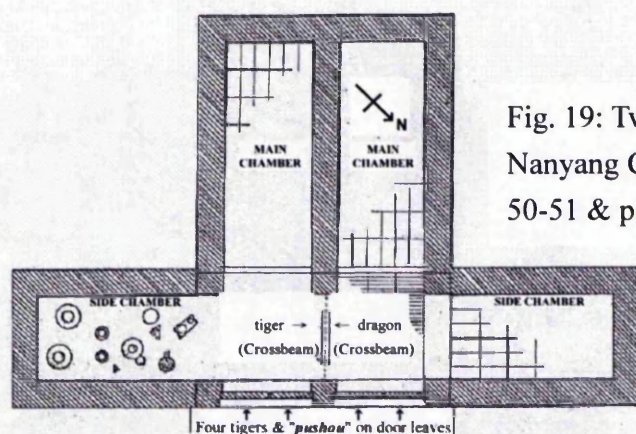 MAIN
CHAMBER
N
MAIN
CHAMBER
Fig. 19: Tw
Nanyang
50-51 & p
SIDE CHAMBER
SIDE CHAMBER
tiger → ← dragon
(Crossbeam) (Crossbeam)
Four tigers & "pushou" on door leaves